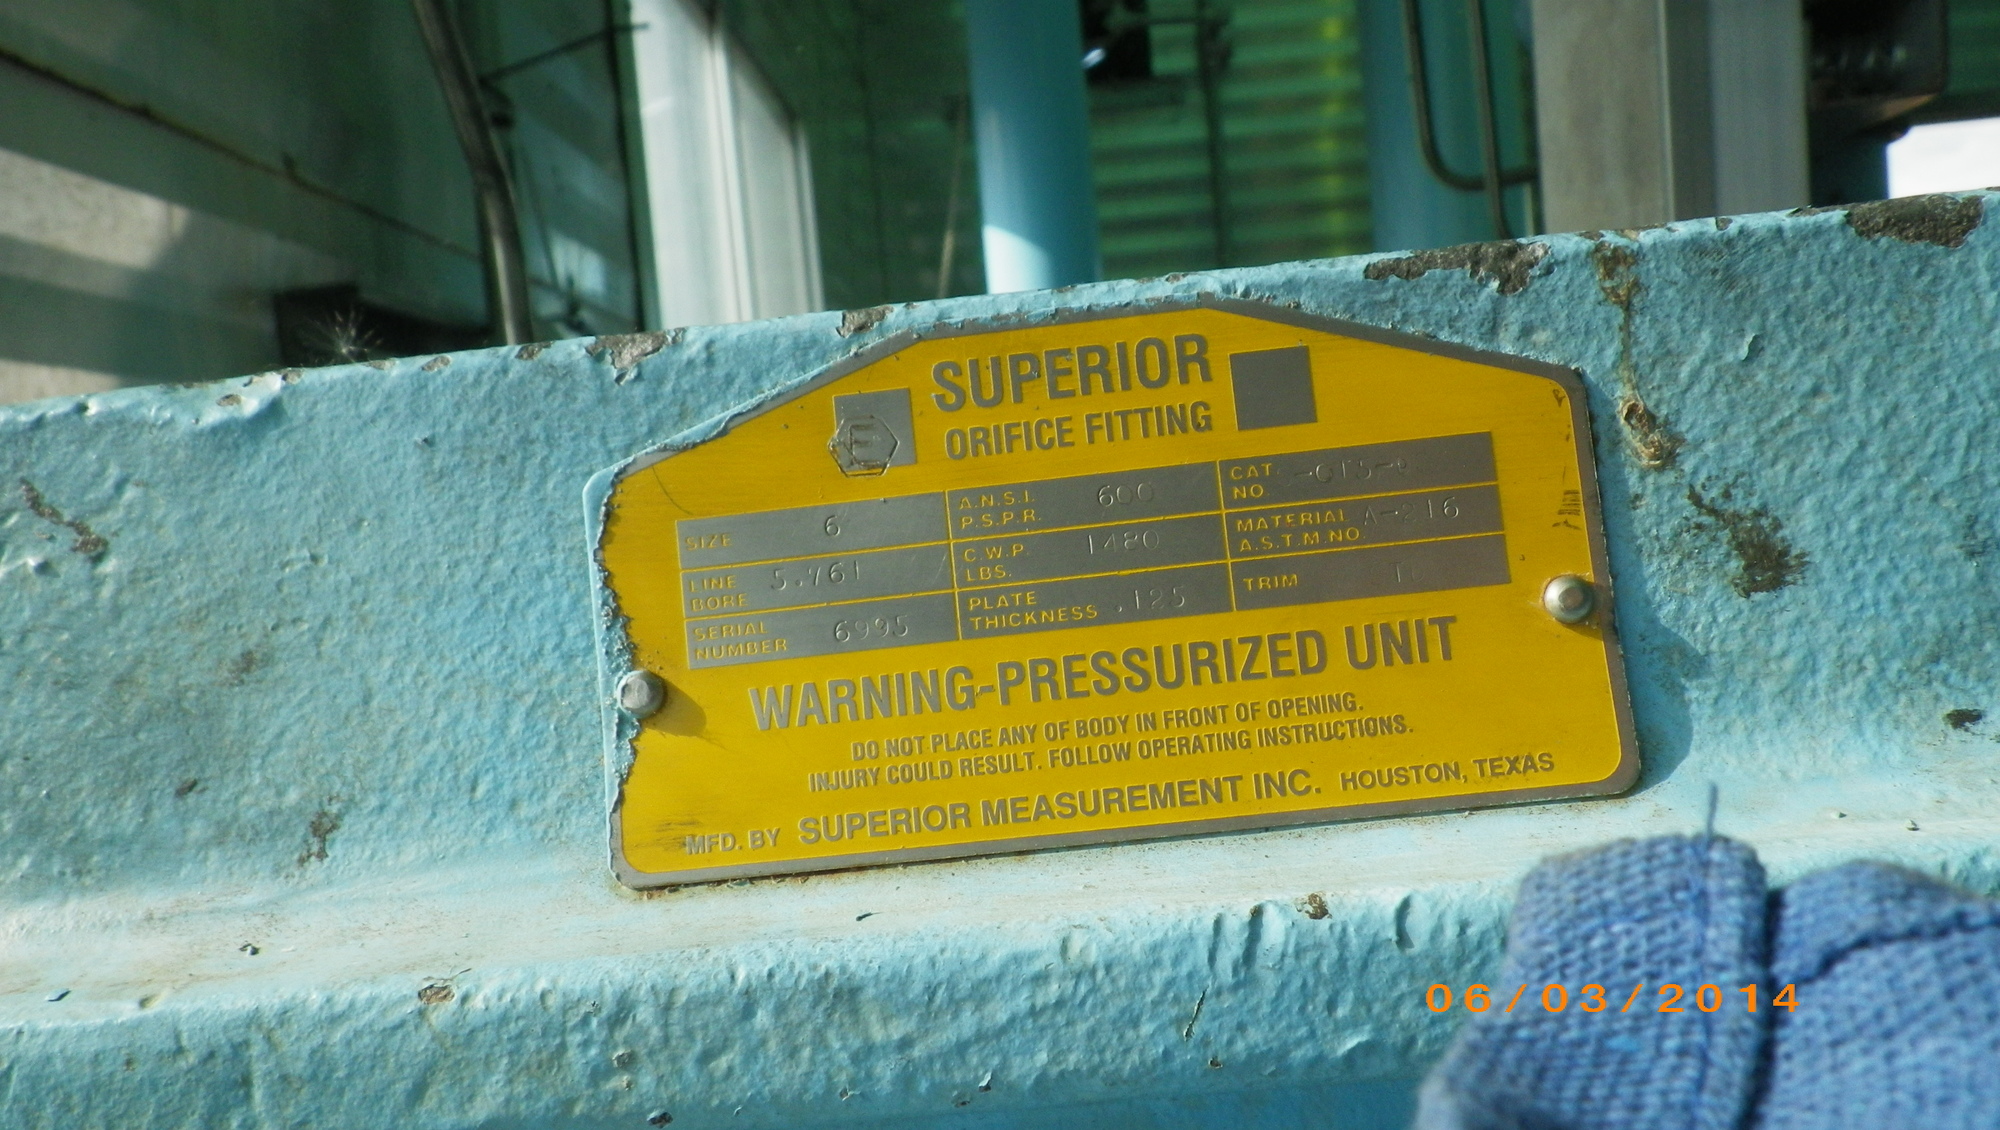 SUPERIOR
ORIFICE FITTING
E
SIZE 6
A.N.S.I. P.S.P.R. 600
CAT. NO.
LINE BORE 5.761
C.W.P. LBS. 1480
MATERIAL A.S.T.M.NO. A-216
SERIAL NUMBER 6995
PLATE THICKNESS .125
TRIM
WARNING-PRESSURIZED UNIT
DO NOT PLACE ANY OF BODY IN FRONT OF OPENING.
INJURY COULD RESULT. FOLLOW OPERATING INSTRUCTIONS.
MFD. BY SUPERIOR MEASUREMENT INC. HOUSTON, TEXAS
06/03/2014